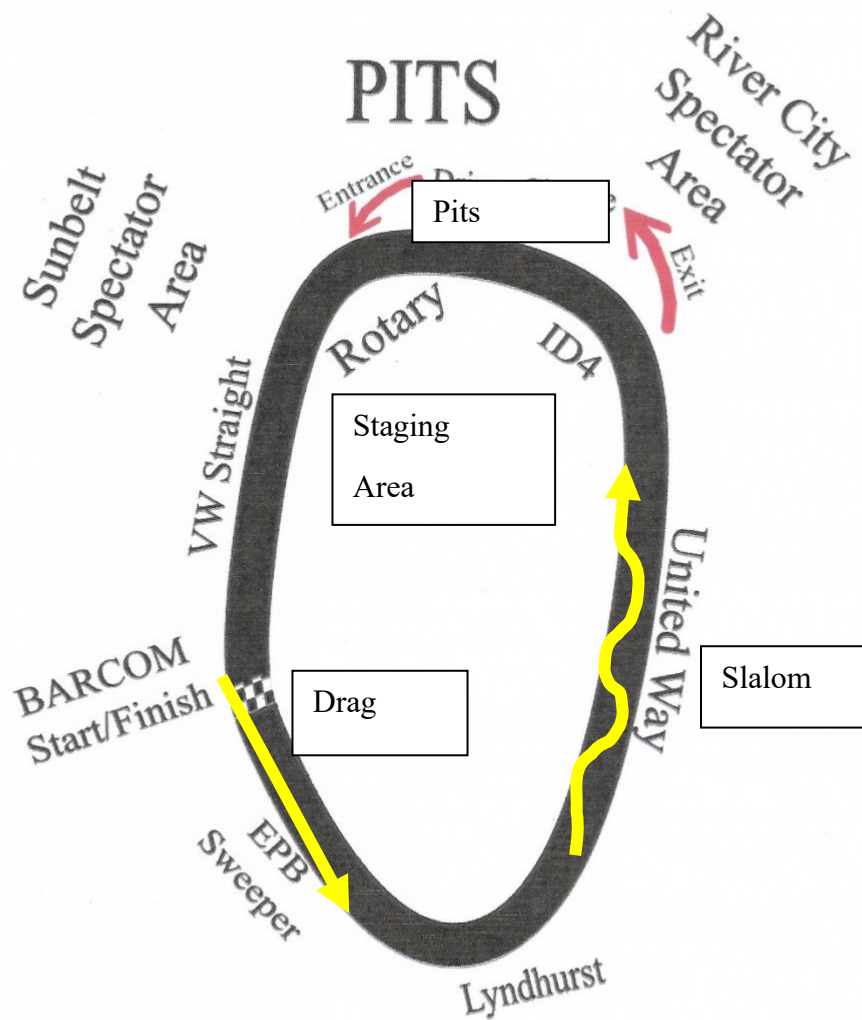 River City
Spectator
Area
PITS
Sunbelt
Spectator
Area
Entrance
Pits
Exit
Rotary
ID4
VW Straight
Staging
Area
United Way
BARCOM
Start/Finish
Drag
Slalom
EPB
Sweeper
Lyndhurst